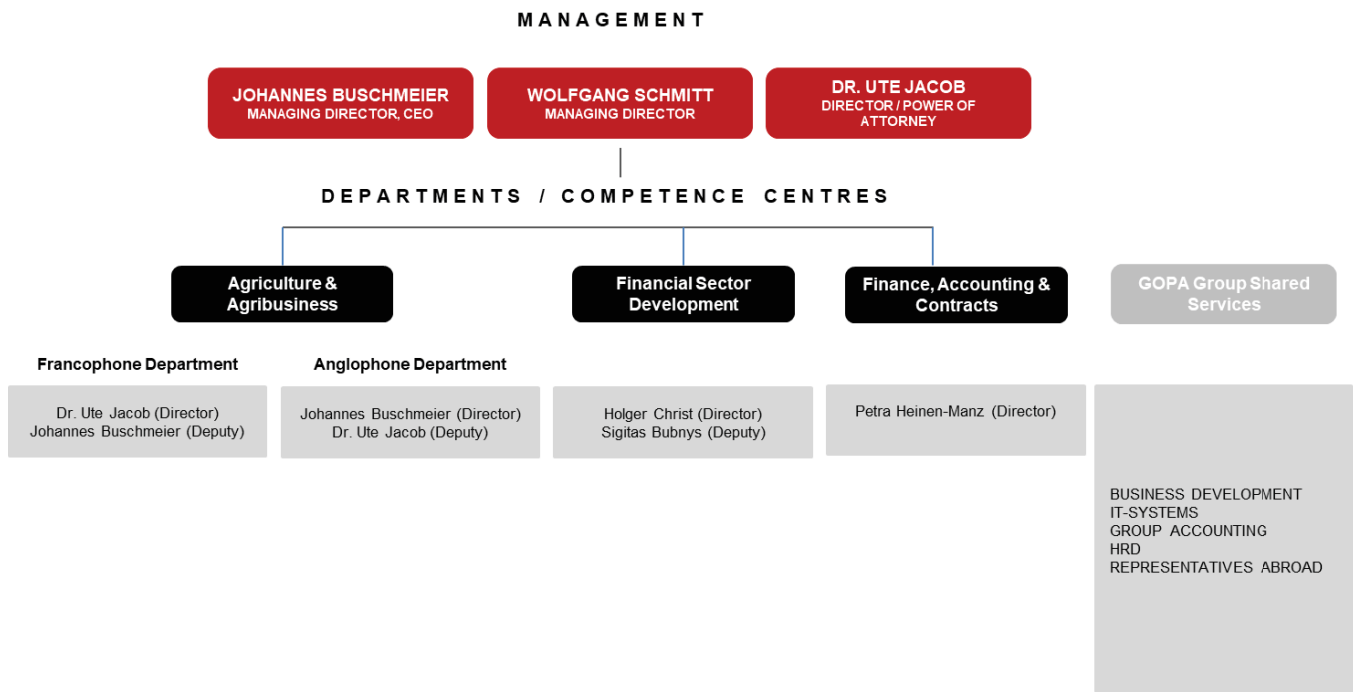 MANAGEMENT
JOHANNES BUSCHMEIER
MANAGING DIRECTOR, CEO
WOLFGANG SCHMITT
MANAGING DIRECTOR
DR. UTE JACOB
DIRECTOR / POWER OF
ATTORNEY
DEPARTMENTS / COMPETENCE CENTRES
Agriculture &
Agribusiness
Financial Sector
Development
Finance, Accounting &
Contracts
GOPA Group Shared
Services
Francophone Department
Dr. Ute Jacob (Director)
Johannes Buschmeier (Deputy)
Anglophone Department
Johannes Buschmeier (Director)
Dr. Ute Jacob (Deputy)
Holger Christ (Director)
Sigitas Bubnys (Deputy)
Petra Heinen-Manz (Director)
BUSINESS DEVELOPMENT
IT-SYSTEMS
GROUP ACCOUNTING
HRD
REPRESENTATIVES ABROAD